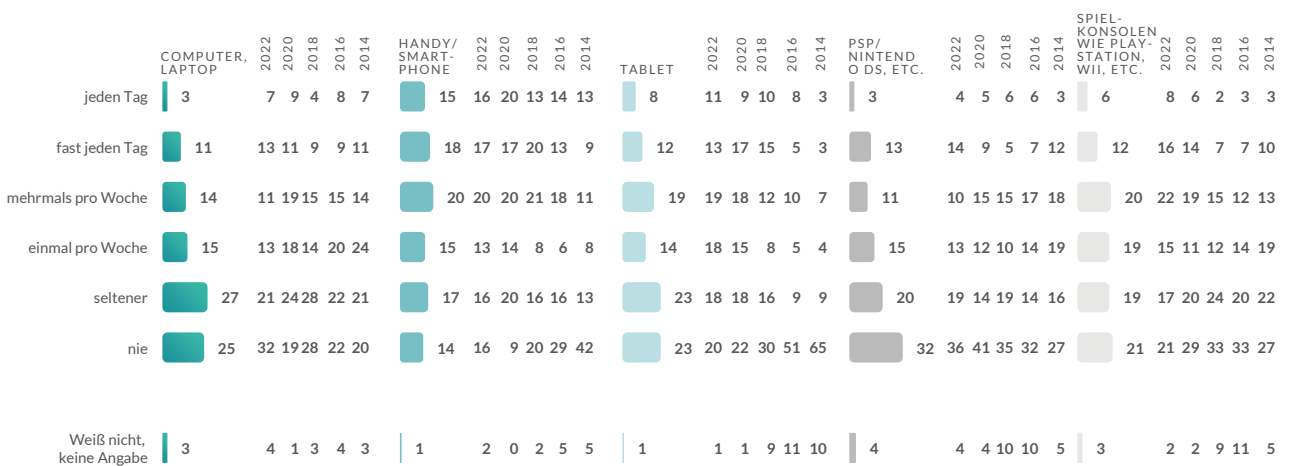 COMPUTER, LAPTOP 2022 2020 2018 2016 2014 HANDY/ SMART- PHONE 2022 2020 2018 2016 2014 TABLET 2022 2020 2018 2016 2014 PSP/ NINTEND O DS, ETC. 2022 2020 2018 2016 2014 SPIEL- KONSOLEN WIE PLAY- STATION, WII, ETC. 2022 2020 2018 2016 2014
jeden Tag 3 7 9 4 8 7 15 16 20 13 14 13 8 11 9 10 8 3 3 4 5 6 6 3 6 8 6 2 3 3
fast jeden Tag 11 13 11 9 9 11 18 17 17 20 13 9 12 13 17 15 5 3 13 14 9 5 7 12 12 16 14 7 7 10
mehrmals pro Woche 14 11 19 15 15 14 20 20 20 21 18 11 19 19 18 12 10 7 11 10 15 15 17 18 20 22 19 15 12 13
einmal pro Woche 15 13 18 14 20 24 15 13 14 8 6 8 14 18 15 8 5 4 15 13 12 10 14 19 19 15 11 12 14 19
seltener 27 21 24 28 22 21 17 16 20 16 16 13 23 18 18 16 9 9 20 19 14 19 14 16 19 17 20 24 20 22
nie 25 32 19 28 22 20 14 16 9 20 29 42 23 20 22 30 51 65 32 36 41 35 32 27 21 21 29 33 33 27
Weiß nicht,
keine Angabe 3 4 1 3 4 3 1 2 0 2 5 5 1 1 1 9 11 10 4 4 4 10 10 5 3 2 2 9 11 5